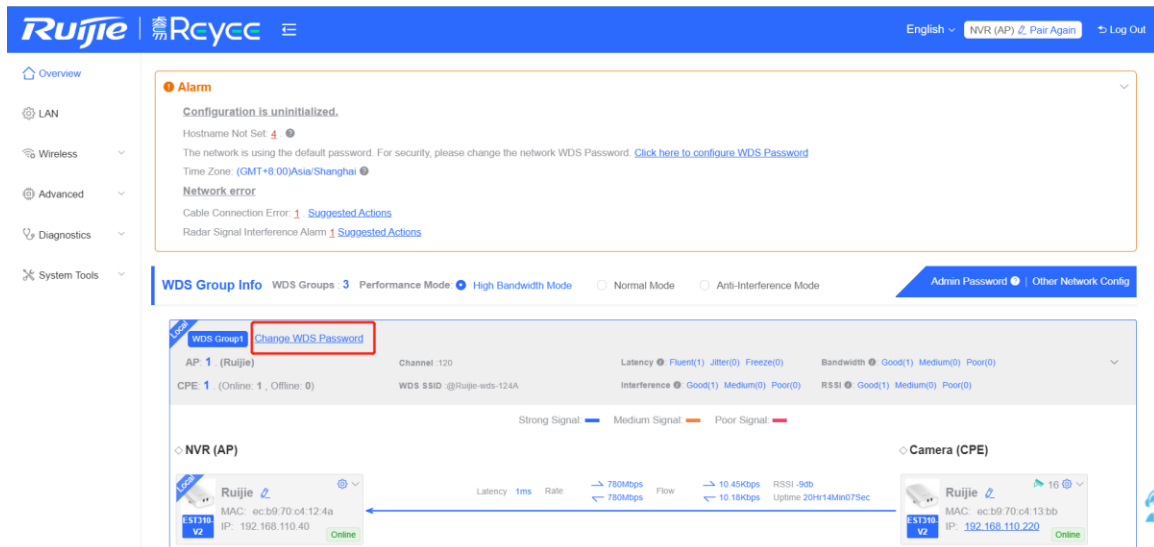 Ruijie | 睿易 Reyee English NVR (AP) Pair Again Log Out
Overview
LAN
Wireless
Advanced
Diagnostics
System Tools
Alarm
Configuration is uninitialized.
Hostname Not Set: 4 .
The network is using the default password. For security, please change the network WDS Password. Click here to configure WDS Password
Time Zone: (GMT+8:00)Asia/Shanghai
Network error
Cable Connection Error: 1 . Suggested Actions
Radar Signal Interference Alarm 1 Suggested Actions
WDS Group Info WDS Groups : 3 Performance Mode: High Bandwidth Mode Normal Mode Anti-Interference Mode Admin Password | Other Network Config
Local
WDS Group1 Change WDS Password
AP: 1 . (Ruijie) Channel :120 Latency : Fluent(1) Jitter(0) Freeze(0) Bandwidth : Good(1) Medium(0) Poor(0)
CPE: 1 . (Online: 1 , Offline: 0) WDS SSID :@Ruijie-wds-124A Interference : Good(1) Medium(0) Poor(0) RSSI : Good(1) Medium(0) Poor(0)
Strong Signal: Medium Signal: Poor Signal:
NVR (AP) Camera (CPE)
Local
Ruijie
MAC: ec:b9:70:c4:12:4a
IP: 192.168.110.40
EST310-V2
Online
Latency 1ms Rate 780Mbps 780Mbps Flow 10.45Kbps 10.18Kbps RSSI -9db Uptime 20Hr14Min07Sec
Ruijie 16
MAC: ec:b9:70:c4:13:bb
IP: 192.168.110.220
EST310-V2
Online